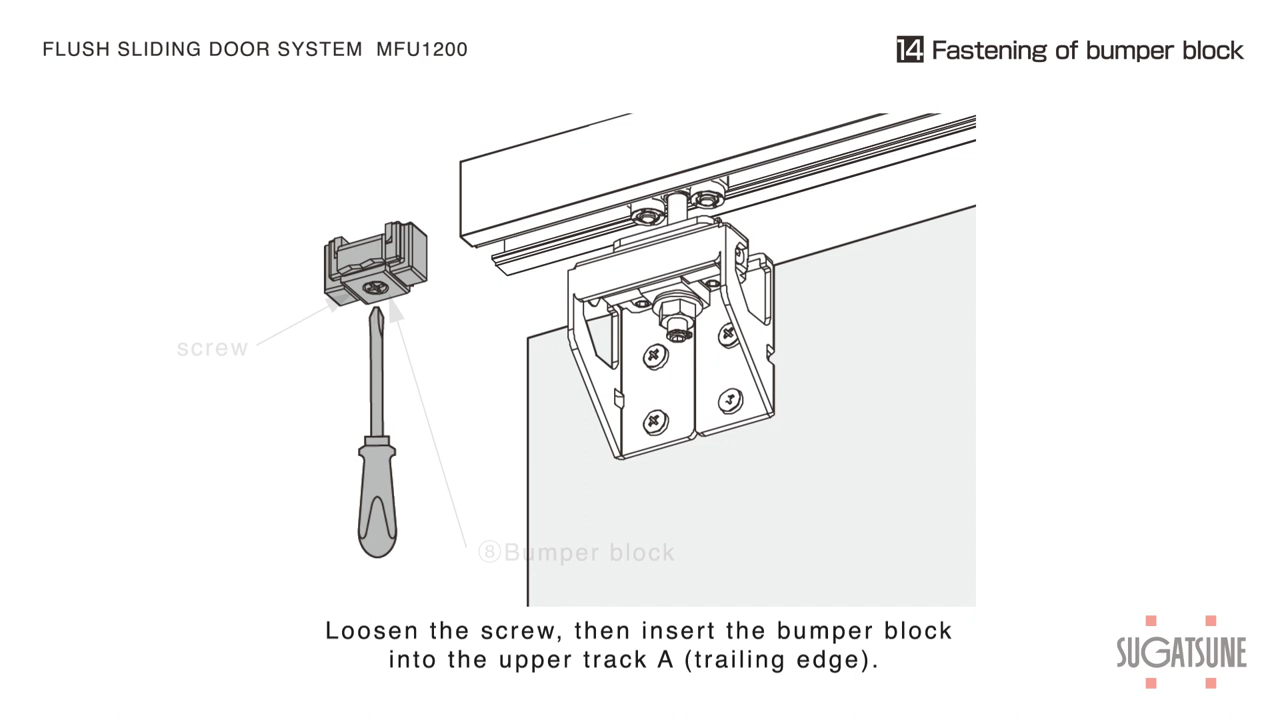 FLUSH SLIDING DOOR SYSTEM MFU1200
14 Fastening of bumper block
screw
⑧Bumper block
Loosen the screw, then insert the bumper block
into the upper track A (trailing edge).
SUGATSUNE